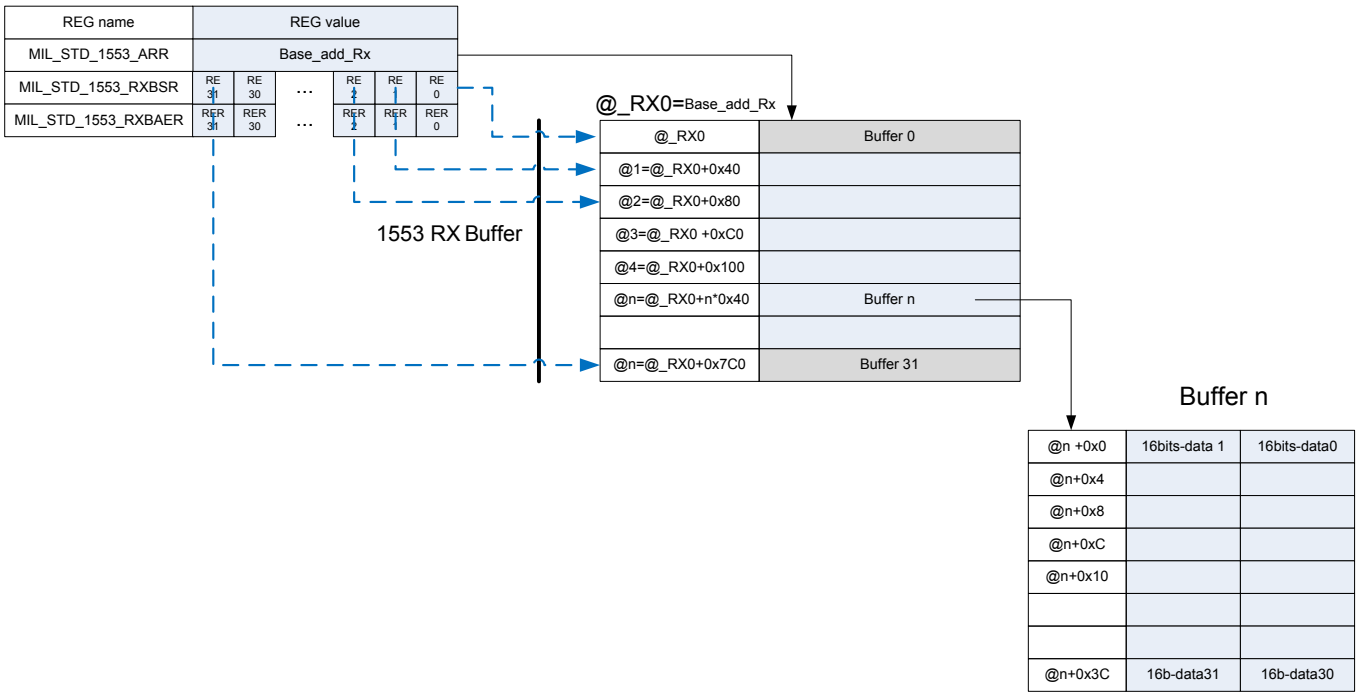 REG name REG value
MIL_STD_1553_ARR Base_add_Rx
MIL_STD_1553_RXBSR RE 31 RE 30 ... RE 2 RE 1 RE 0
MIL_STD_1553_RXBAER RER 31 RER 30 ... RER 2 RER 1 RER 0
@_RX0=Base_add_Rx
@_RX0 Buffer 0
@1=@_RX0+0x40
@2=@_RX0+0x80
1553 RX Buffer
@3=@_RX0 +0xC0
@4=@_RX0+0x100
@n=@_RX0+n*0x40 Buffer n
@n=@_RX0+0x7C0 Buffer 31
Buffer n
@n +0x0 16bits-data 1 16bits-data0
@n+0x4
@n+0x8
@n+0xC
@n+0x10
@n+0x3C 16b-data31 16b-data30